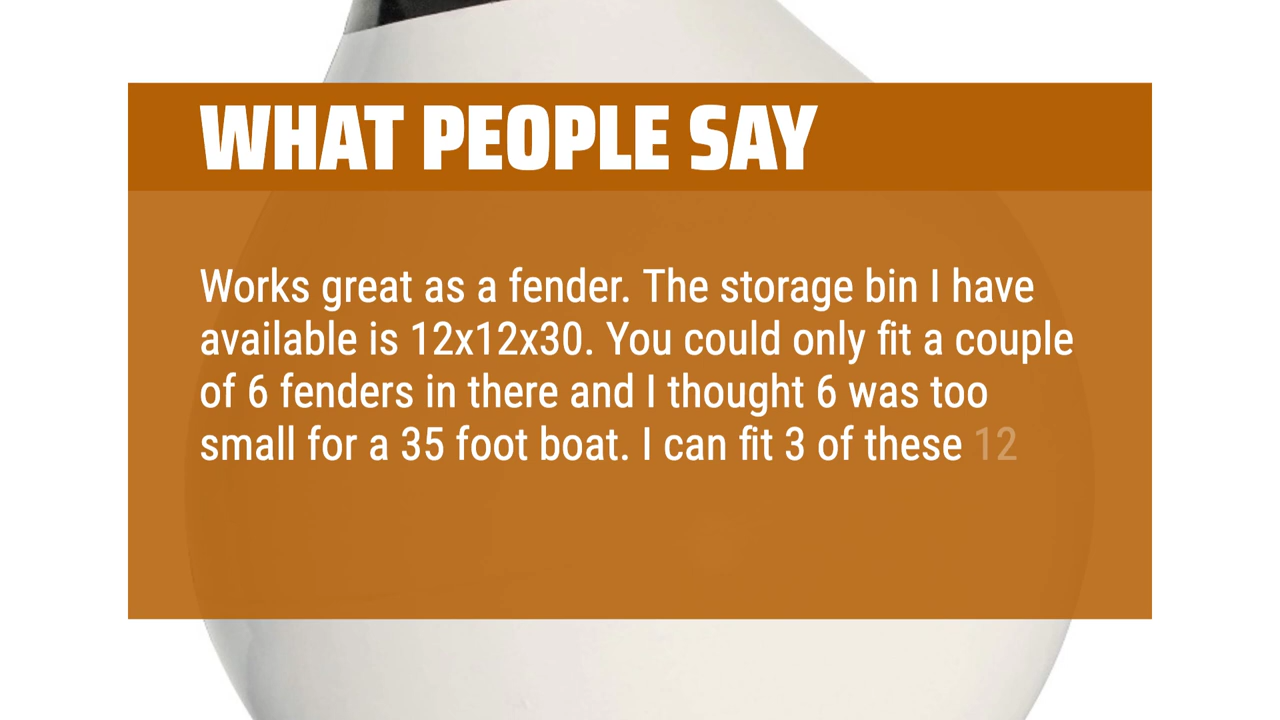 WHAT PEOPLE SAY
Works great as a fender. The storage bin I have
available is 12x12x30. You could only fit a couple
of 6 fenders in there and I thought 6 was too
small for a 35 foot boat. I can fit 3 of these 12